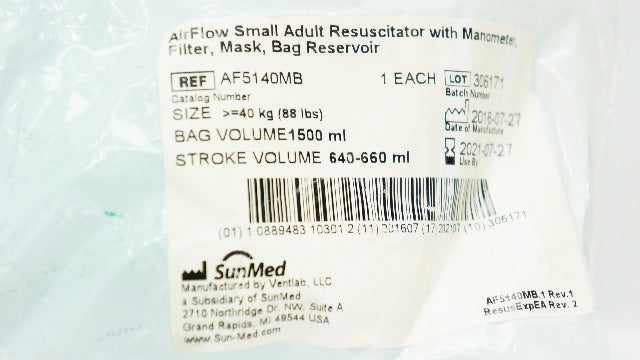 AirFlow Small Adult Resuscitator with Manometer,
Filter, Mask, Bag Reservoir
REF AF5140MB 1 EACH LOT 306171
Catalog Number Batch Number
SIZE >=40 kg (88 lbs) 2016-07-27
Date of Manufacture
BAG VOLUME 1500 ml
STROKE VOLUME 640-660 ml 2021-07-27
Use By
(01) 1 0889483 10301 2 (11) 201607 (17) 202107 (10) 306171
SunMed
Manufactured by Ventlab, LLC
a Subsidiary of SunMed
2710 Northridge Dr. NW, Suite A
Grand Rapids, MI 49544 USA
www.Sun-Med.com
AF5140MB.1 Rev.1
ResusExpEA Rev. 2